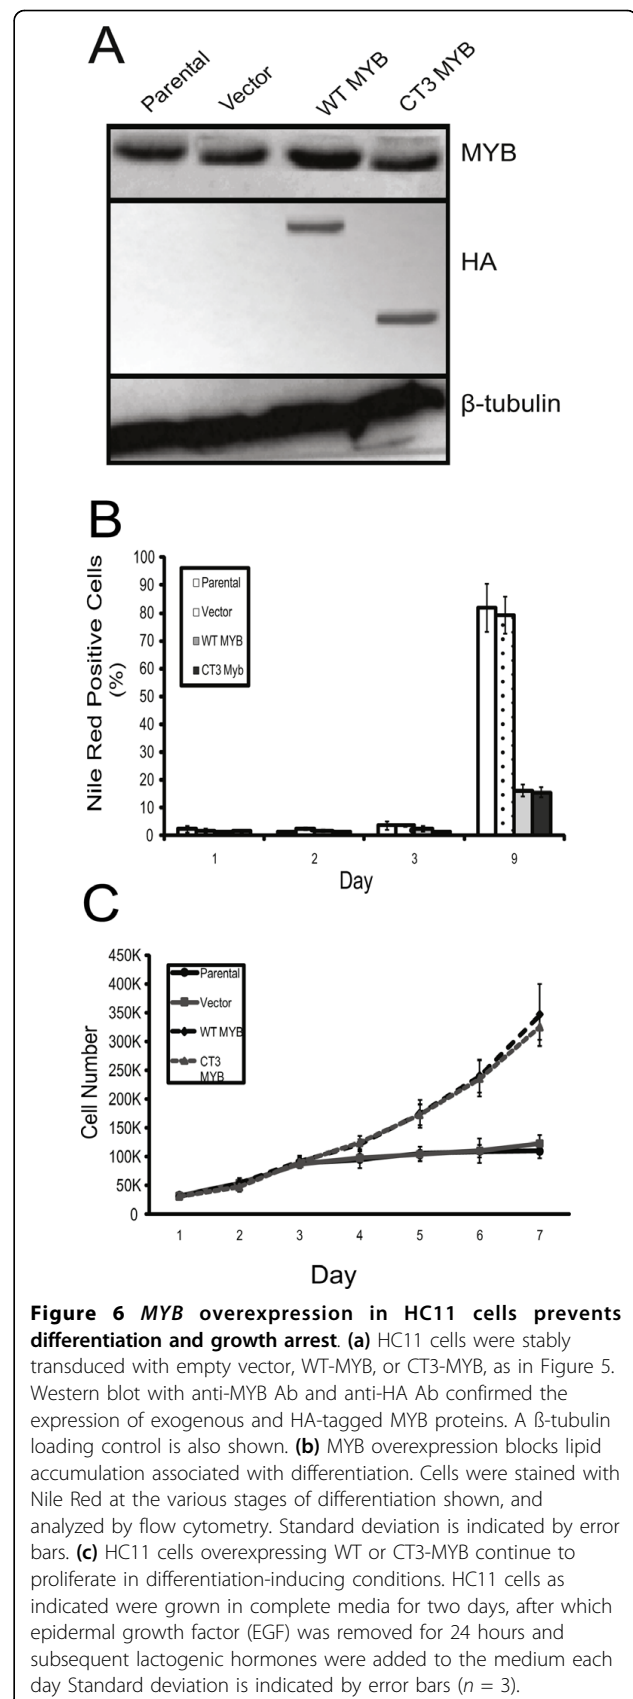 A
Parental
Vector
WT MYB
CT3 MYB
MYB
HA
β-tubulin
B
Nile Red Positive Cells
(%)
100
90
80
70
60
50
40
30
20
10
0
Parental
Vector
WT MYB
CT3 Myb
1
2
3
9
Day
C
Cell Number
450K
400K
350K
300K
250K
200K
150K
100K
50K
0
Parental
Vector
WT MYB
CT3
MYB
1
2
3
4
5
6
7
Day
Figure 6 MYB overexpression in HC11 cells prevents
differentiation and growth arrest. (a) HC11 cells were stably
transduced with empty vector, WT-MYB, or CT3-MYB, as in Figure 5.
Western blot with anti-MYB Ab and anti-HA Ab confirmed the
expression of exogenous and HA-tagged MYB proteins. A ß-tubulin
loading control is also shown. (b) MYB overexpression blocks lipid
accumulation associated with differentiation. Cells were stained with
Nile Red at the various stages of differentiation shown, and
analyzed by flow cytometry. Standard deviation is indicated by error
bars. (c) HC11 cells overexpressing WT or CT3-MYB continue to
proliferate in differentiation-inducing conditions. HC11 cells as
indicated were grown in complete media for two days, after which
epidermal growth factor (EGF) was removed for 24 hours and
subsequent lactogenic hormones were added to the medium each
day Standard deviation is indicated by error bars (n = 3).